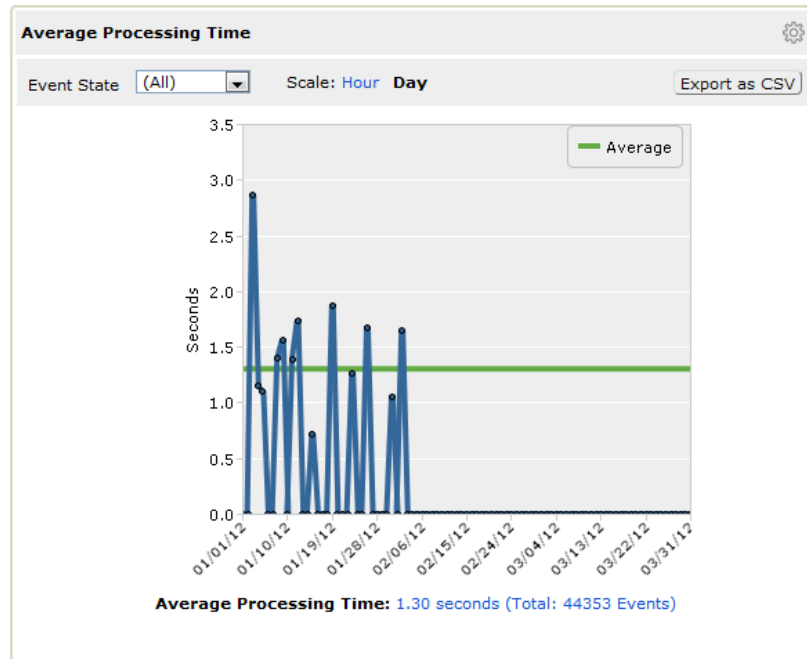 Average Processing Time
Event State (All) Scale: Hour Day Export as CSV
3.5
Average
3.0
2.5
2.0
1.5
1.0
0.5
0.0
Seconds
01/01/12 01/10/12 01/19/12 01/28/12 02/06/12 02/15/12 02/24/12 03/04/12 03/13/12 03/22/12 03/31/12
Average Processing Time: 1.30 seconds (Total: 44353 Events)